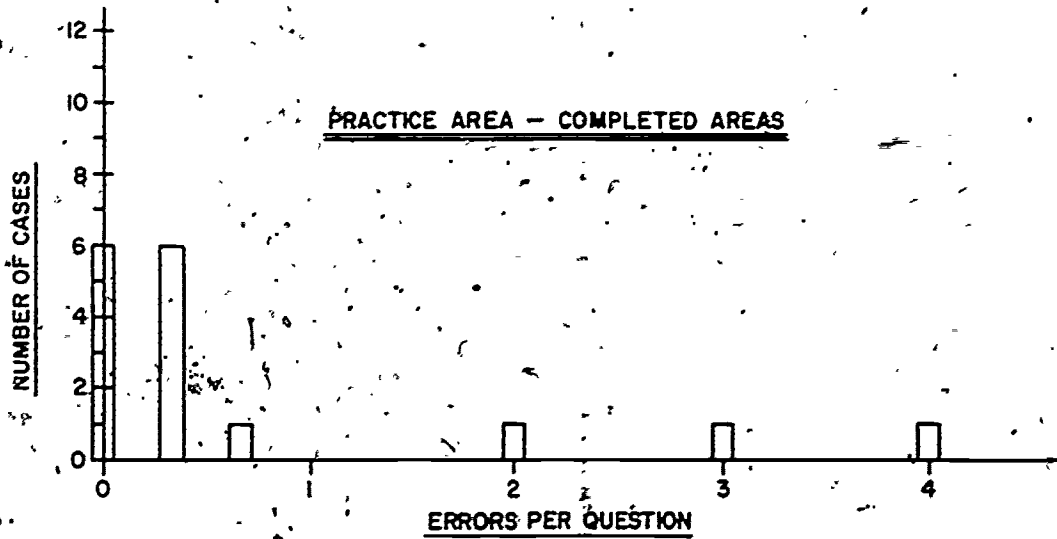 12
10
PRACTICE AREA — COMPLETED AREAS
8
6
4
2
0
NUMBER OF CASES
0 1 2 3 4
ERRORS PER QUESTION